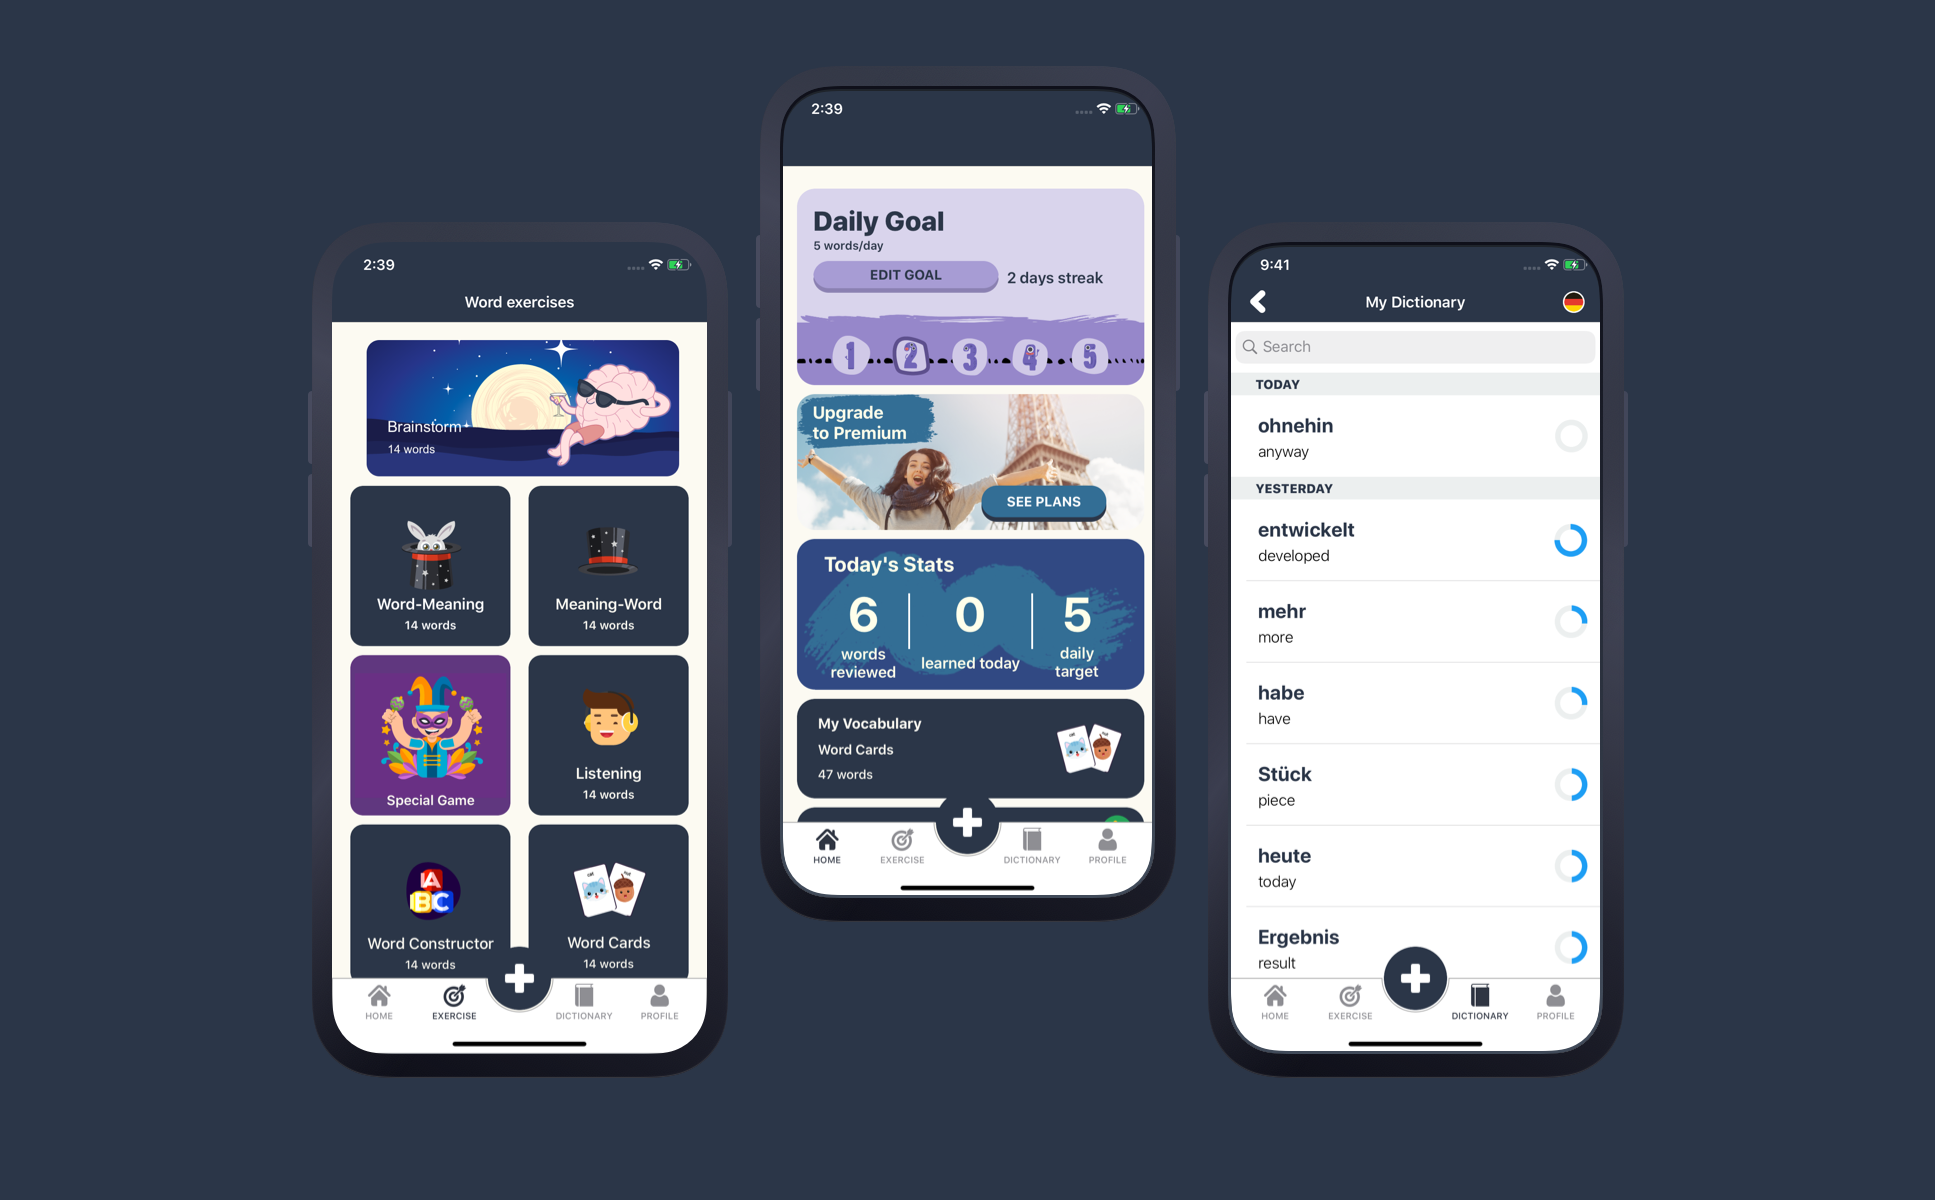 2:39
Word exercises
Brainstorm
14 words
Word-Meaning
14 words
Meaning-Word
14 words
Special Game
Listening
14 words
A
BC
Word Constructor
14 words
cat
nut
Word Cards
14 words
HOME
EXERCISE
DICTIONARY
PROFILE
2:39
Daily Goal
5 words/day
EDIT GOAL
2 days streak
1
2
3
4
5
Upgrade
to Premium
SEE PLANS
Today's Stats
6
0
5
words
reviewed
learned today
daily
target
My Vocabulary
Word Cards
47 words
cat
nut
HOME
EXERCISE
DICTIONARY
PROFILE
9:41
My Dictionary
Search
TODAY
ohnehin
anyway
YESTERDAY
entwickelt
developed
mehr
more
habe
have
Stück
piece
heute
today
Ergebnis
result
HOME
EXERCISE
DICTIONARY
PROFILE